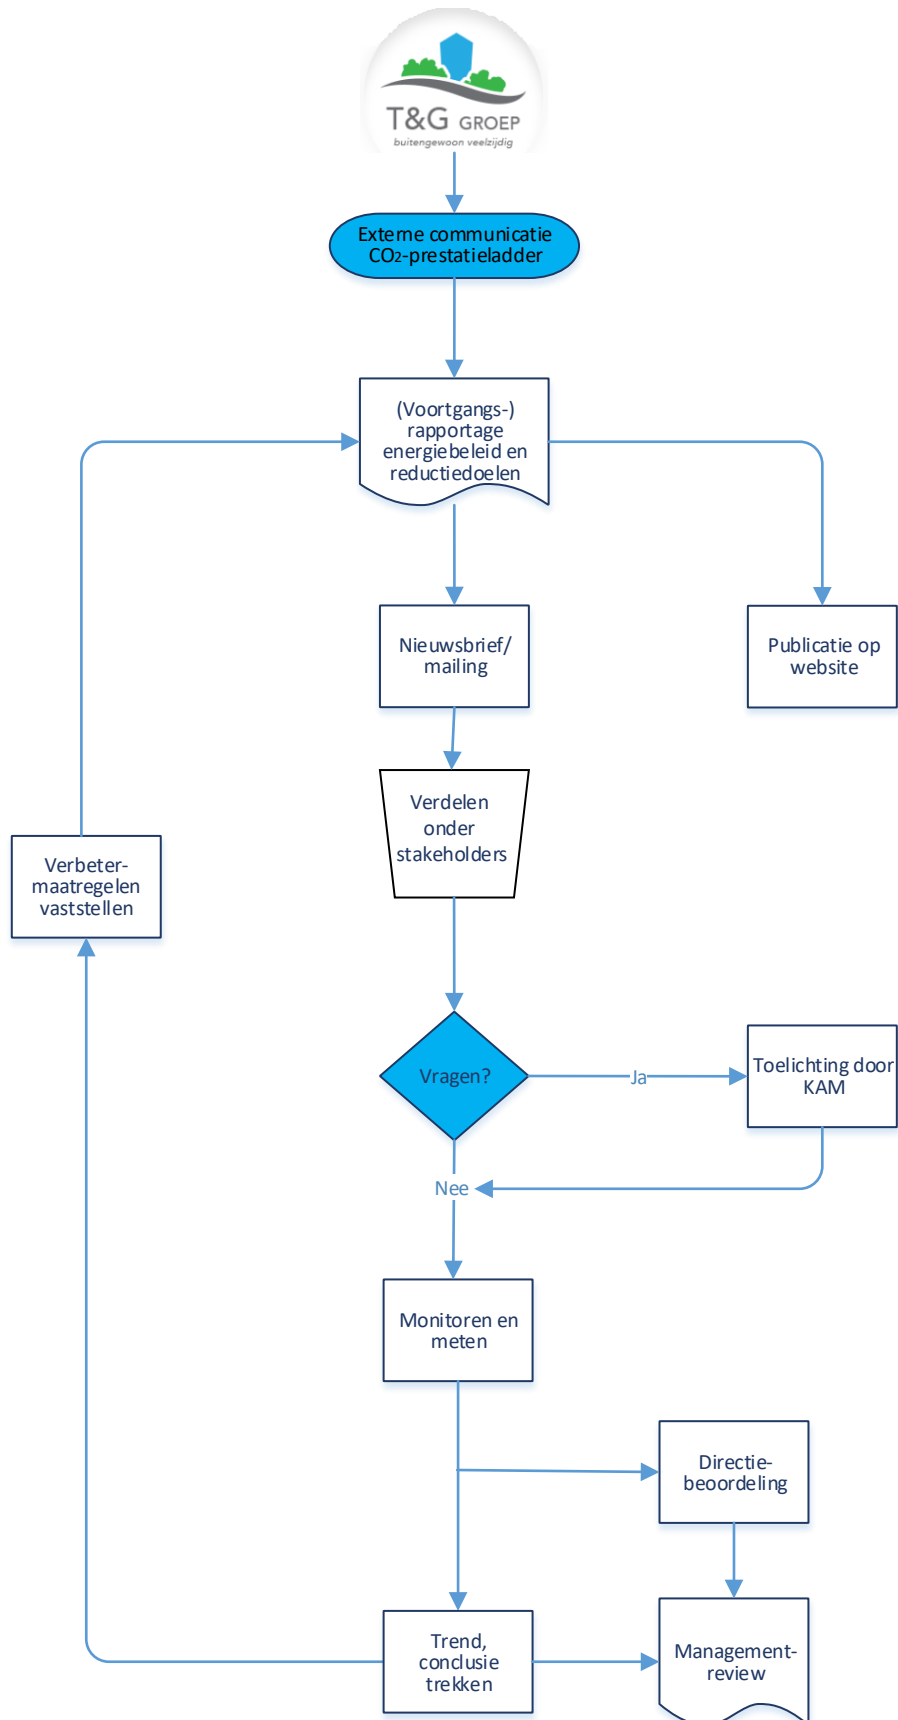 T&G GROEP
buitengewoon veelzijdig
Externe communicatie
CO2-prestatieladder
(Voortgangs-)
rapportage
energiebeleid en
reductiedoelen
Nieuwsbrief/
mailing
Publicatie op
website
Verdelen
onder
stakeholders
Verbeter-
maatregelen
vaststellen
Vragen?
Ja
Toelichting door
KAM
Nee
Monitoren en
meten
Directie-
beoordeling
Trend,
conclusie
trekken
Management-
review